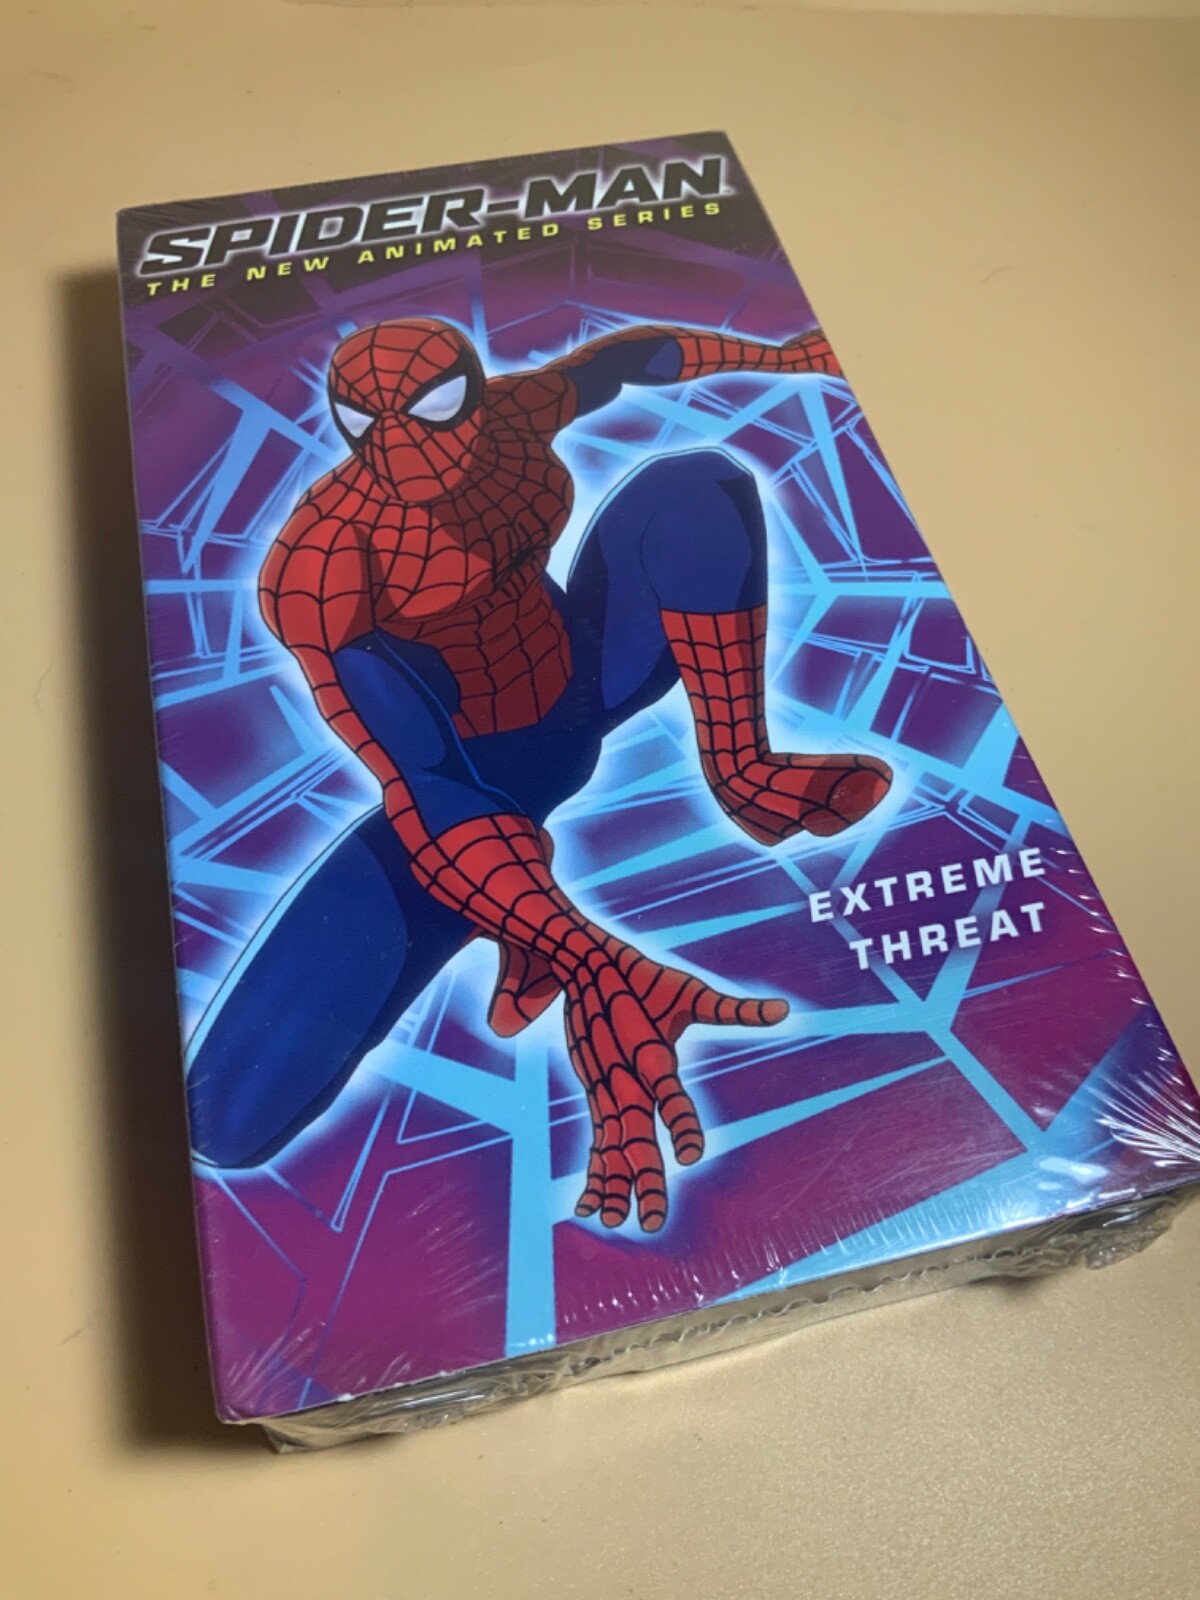 SPIDER-MAN
THE NEW ANIMATED SERIES
EXTREME
THREAT